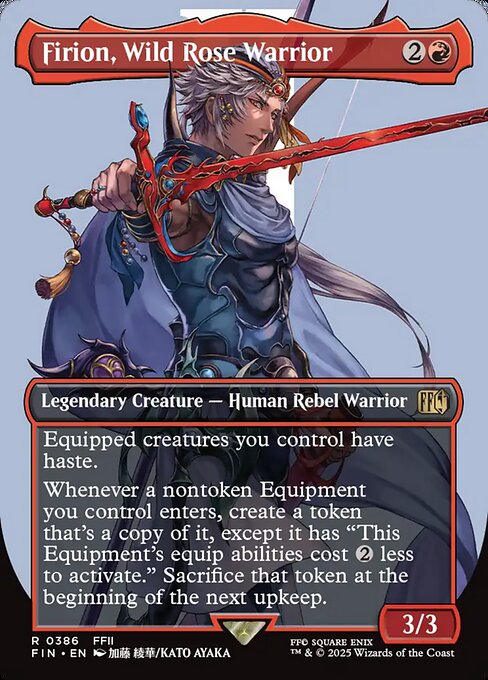 Firion, Wild Rose Warrior 2
Legendary Creature — Human Rebel Warrior FFII
Equipped creatures you control have
haste.
Whenever a nontoken Equipment
you control enters, create a token
that's a copy of it, except it has “This
Equipment's equip abilities cost 2 less
to activate.” Sacrifice that token at the
beginning of the next upkeep.
3/3
R 0386 FFII
FIN • EN 加藤 綾華/KATO AYAKA
FF© SQUARE ENIX
™ & © 2025 Wizards of the Coast